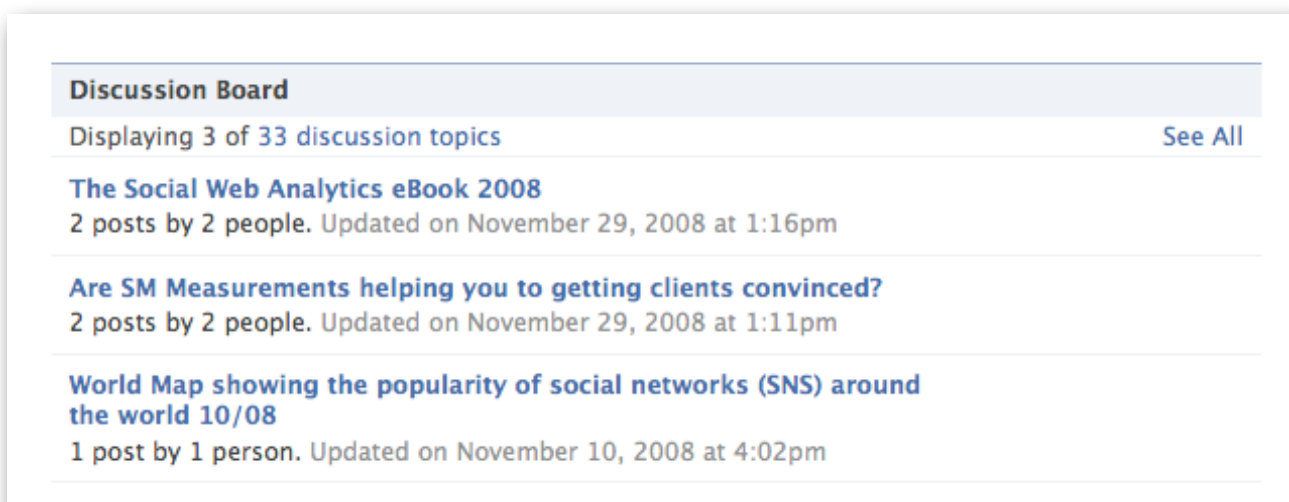 Discussion Board
Displaying 3 of 33 discussion topics See All
The Social Web Analytics eBook 2008
2 posts by 2 people. Updated on November 29, 2008 at 1:16pm
Are SM Measurements helping you to getting clients convinced?
2 posts by 2 people. Updated on November 29, 2008 at 1:11pm
World Map showing the popularity of social networks (SNS) around
the world 10/08
1 post by 1 person. Updated on November 10, 2008 at 4:02pm